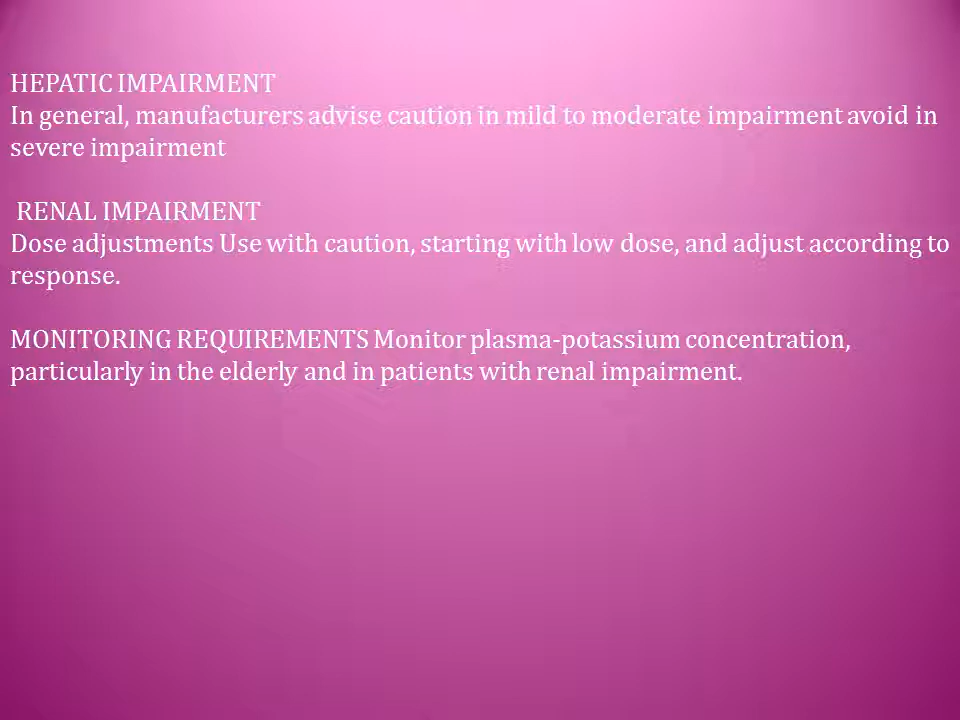 HEPATIC IMPAIRMENT
In general, manufacturers advise caution in mild to moderate impairment avoid in
severe impairment
RENAL IMPAIRMENT
Dose adjustments Use with caution, starting with low dose, and adjust according to
response.
MONITORING REQUIREMENTS Monitor plasma-potassium concentration,
particularly in the elderly and in patients with renal impairment.